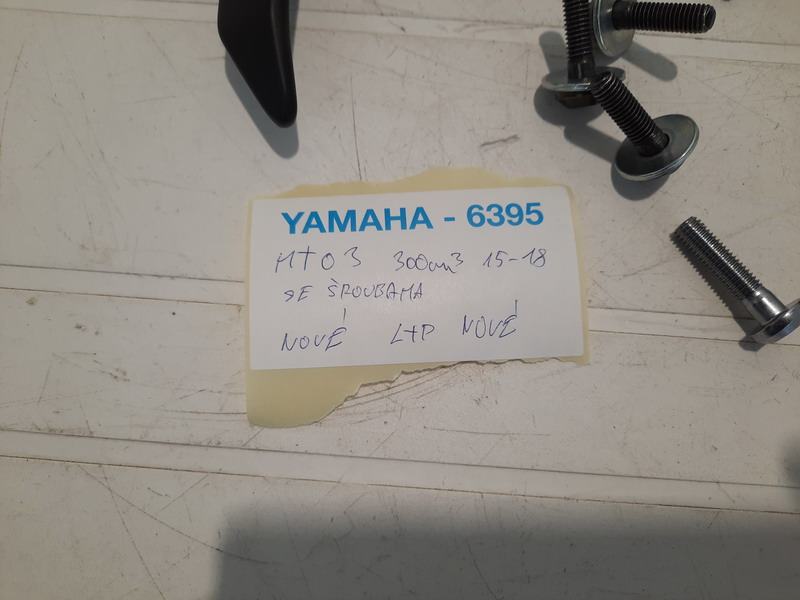 YAMAHA - 6395
MT03 300cm³ 15-18
SE ŠROUBAMA
NOVÉ L+P NOVÉ